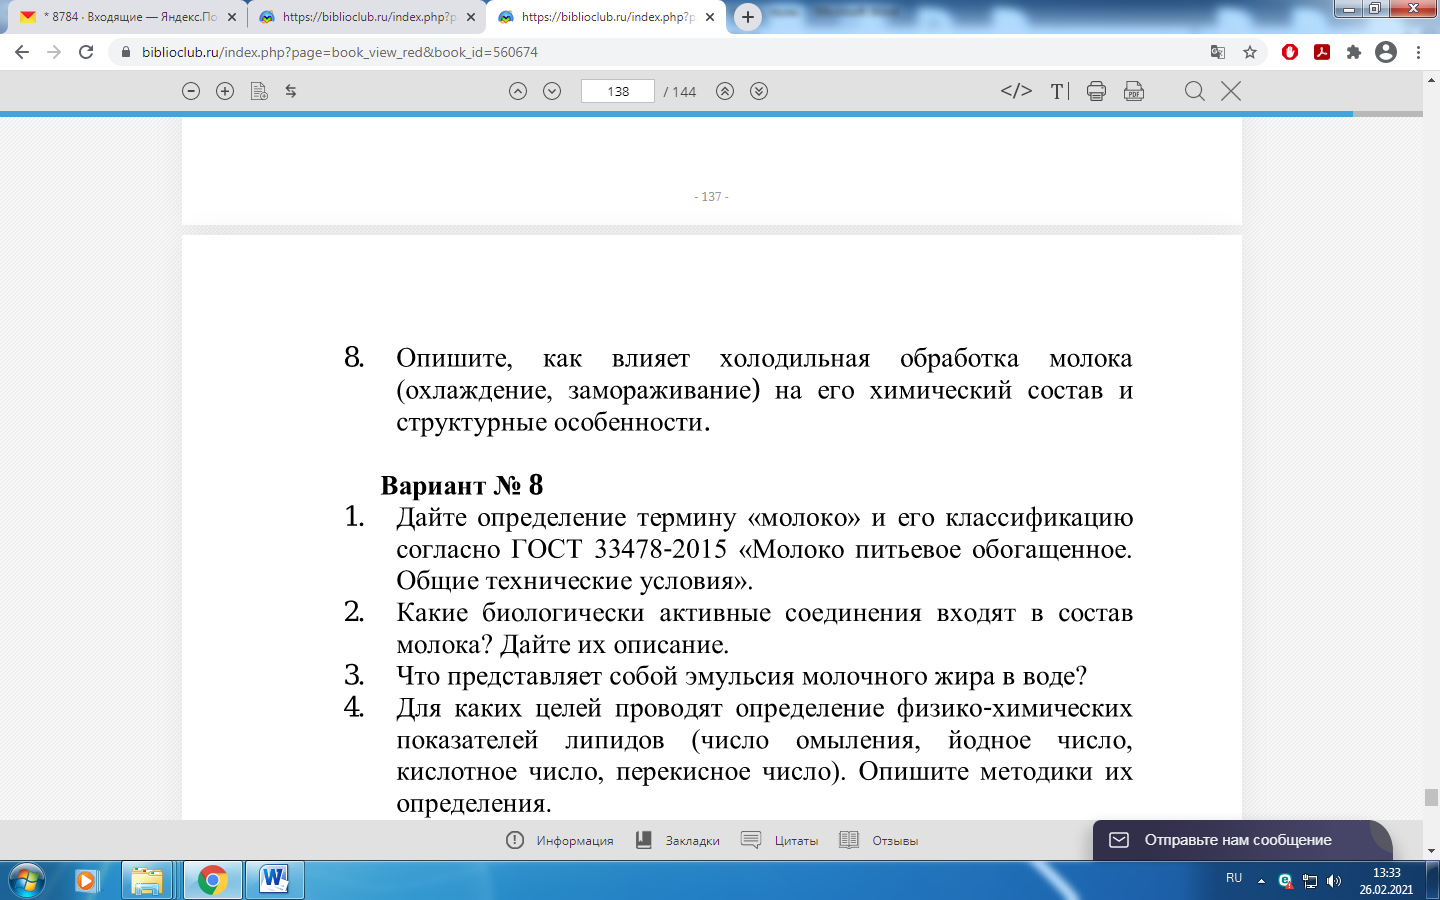 * 8784 · Входящие — Яндекс.По
https://biblioclub.ru/index.php?p
https://biblioclub.ru/index.php?p
biblioclub.ru/index.php?page=book_view_red&book_id=560674
138 / 144
</> T| PDF
- 137 -
8. Опишите, как влияет холодильная обработка молока
(охлаждение, замораживание) на его химический состав и
структурные особенности.
Вариант № 8
1. Дайте определение термину «молоко» и его классификацию
согласно ГОСТ 33478-2015 «Молоко питьевое обогащенное.
Общие технические условия».
2. Какие биологически активные соединения входят в состав
молока? Дайте их описание.
3. Что представляет собой эмульсия молочного жира в воде?
4. Для каких целей проводят определение физико-химических
показателей липидов (число омыления, йодное число,
кислотное число, перекисное число). Опишите методики их
определения.
Информация Закладки Цитаты Отзывы
Отправьте нам сообщение
RU 13:33
26.02.2021